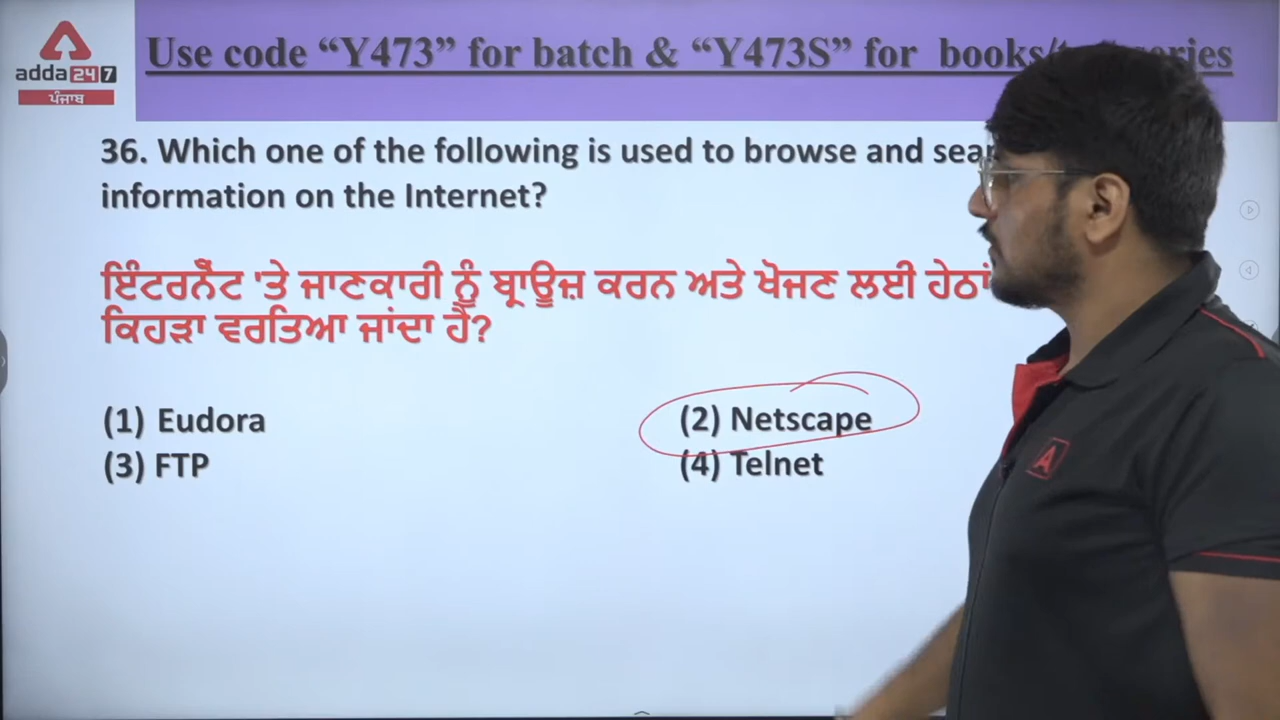 Use code “Y473” for batch & “Y473S” for books/
adda247
ਪੰਜਾਬ
36. Which one of the following is used to browse and
information on the Internet?
ਇੰਟਰਨੈੱਟ 'ਤੇ ਜਾਣਕਾਰੀ ਨੂੰ ਬ੍ਰਾਊਜ਼ ਕਰਨ ਅਤੇ ਖੋਜਣ ਲਈ ਹੇਠਾਂ
ਕਿਹੜਾ ਵਰਤਿਆ ਜਾਂਦਾ ਹੈ?
(1) Eudora
(2) Netscape
(3) FTP
(4) Telnet
A